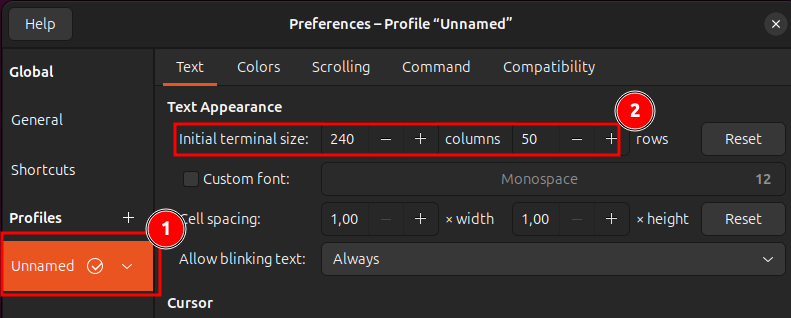 Help
Preferences – Profile “Unnamed”
Global
General
Shortcuts
Profiles +
1
Unnamed
Text Colors Scrolling Command Compatibility
Text Appearance
2
Initial terminal size: 240 − + columns 50 − + rows Reset
Custom font: Monospace 12
Cell spacing: 1,00 − + × width 1,00 − + × height Reset
Allow blinking text: Always
Cursor